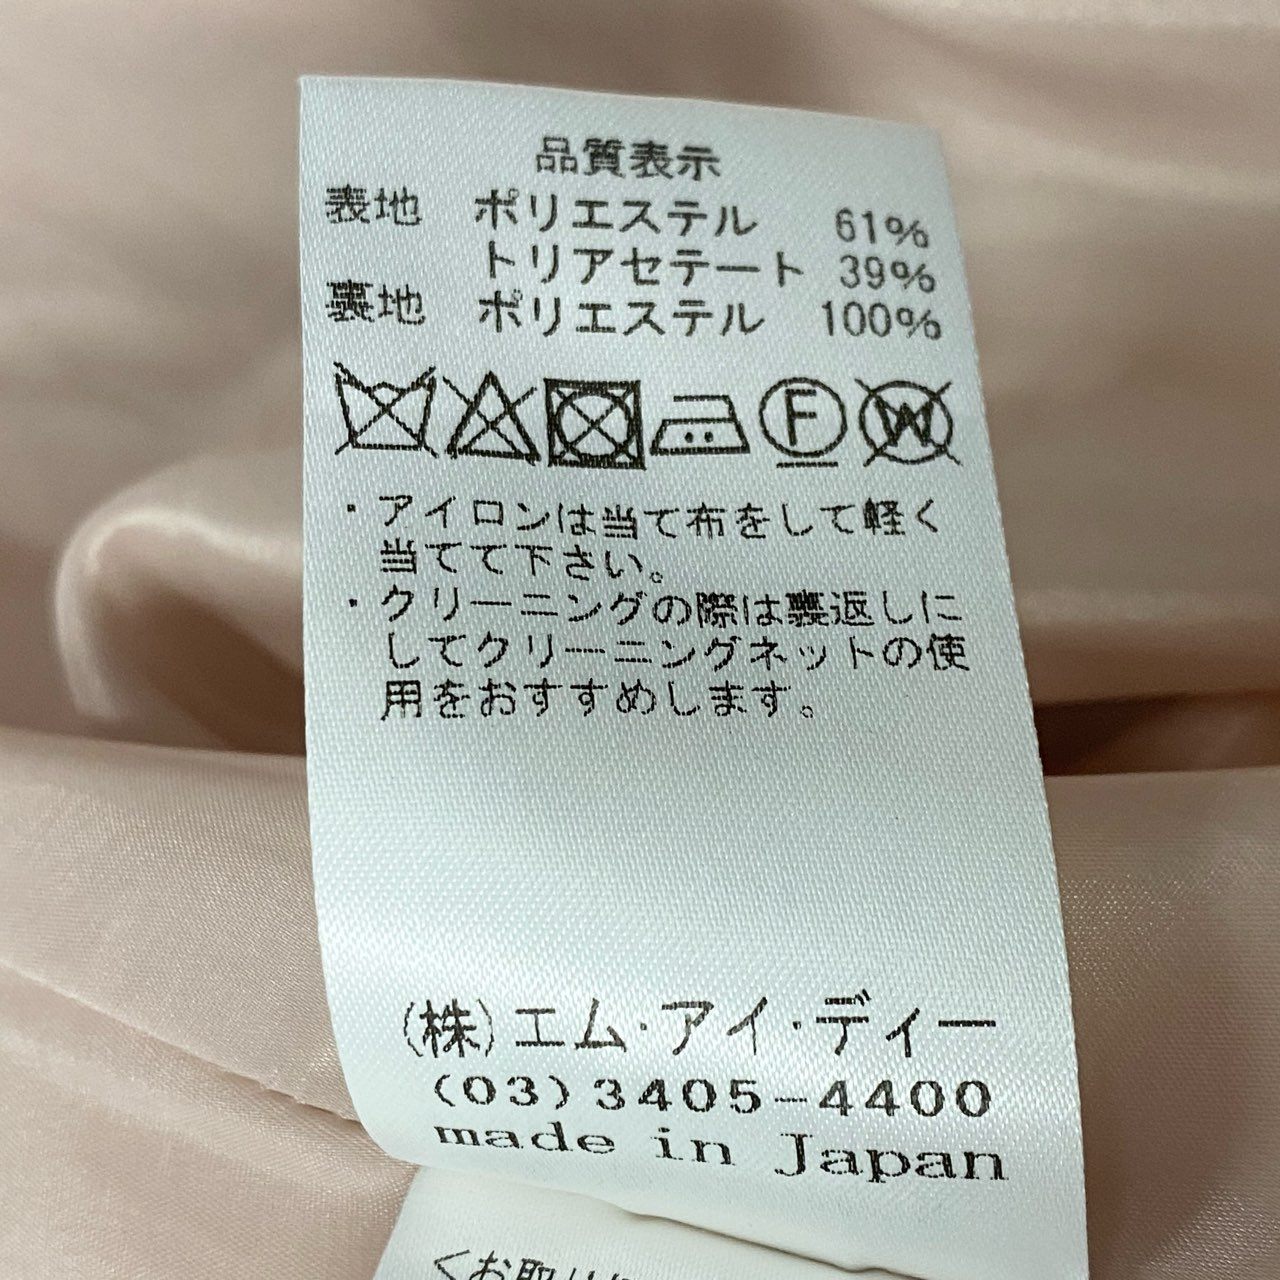 品質表示
表地 ポリエステル 61%
トリアセテート 39%
裏地 ポリエステル 100%
F W
・アイロンは当て布をして軽く
当てて下さい。
・クリーニングの際は裏返しに
してクリーニングネットの使
用をおすすめします。
(株)エム・アイ・ディー
(03)3405-4400
made in Japan
<お取り